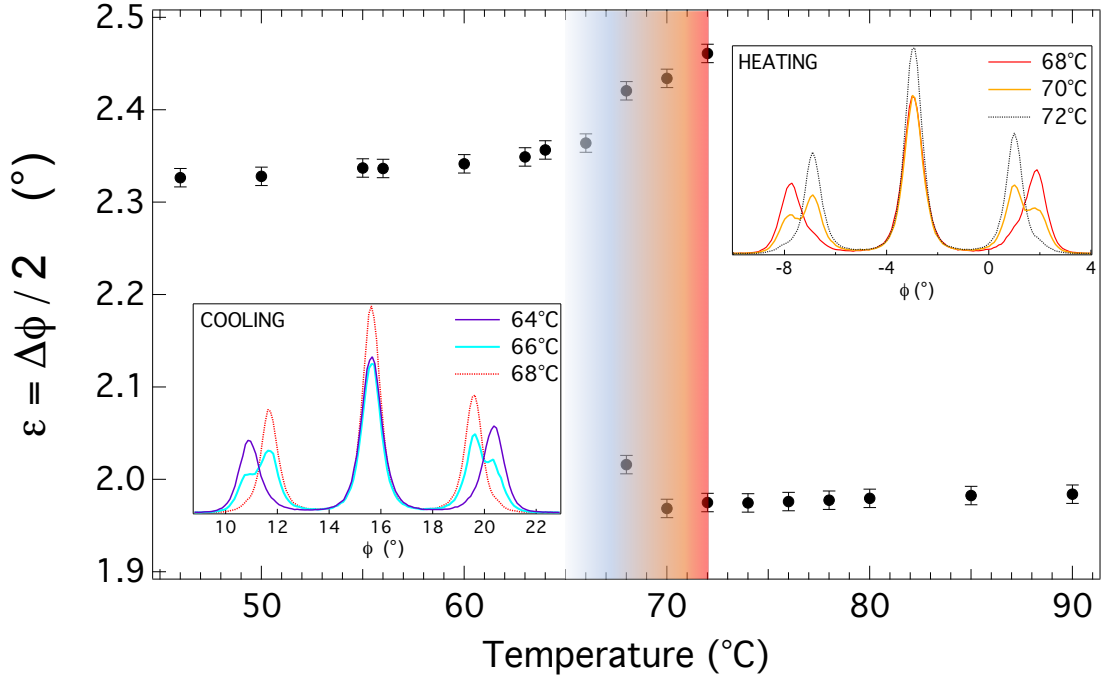 2.5
2.4
2.3
2.2
2.1
2.0
1.9
ε = Δϕ / 2 (°)
HEATING
68°C
70°C
72°C
-8
-4
0
4
ϕ (°)
COOLING
64°C
66°C
68°C
10
12
14
16
18
20
22
ϕ (°)
50
60
70
80
90
Temperature (°C)